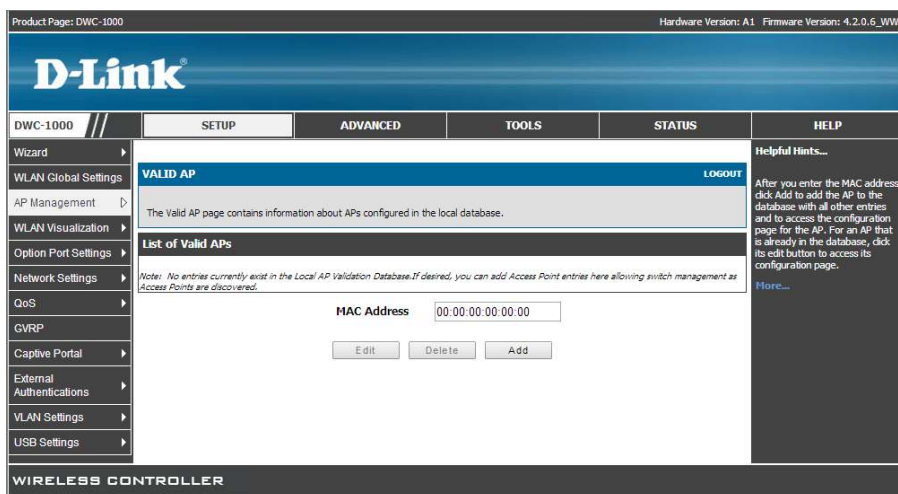 Product Page: DWC-1000
Hardware Version: A1 Firmware Version: 4.2.0.6_WW
D-Link®
DWC-1000
SETUP
ADVANCED
TOOLS
STATUS
HELP
Wizard
WLAN Global Settings
AP Management
WLAN Visualization
Option Port Settings
Network Settings
QoS
GVRP
Captive Portal
External
Authentications
VLAN Settings
USB Settings
VALID AP
LOGOUT
The Valid AP page contains information about APs configured in the local database.
List of Valid APs
Note: No entries currently exist in the Local AP Validation Database.If desired, you can add Access Point entries here allowing switch management as
Access Points are discovered.
MAC Address
00:00:00:00:00:00
Edit
Delete
Add
Helpful Hints...
After you enter the MAC address
click Add to add the AP to the
database with all other entries
and to access the configuration
page for the AP. For an AP that
is already in the database, click
its edit button to access its
configuration page.
More...
WIRELESS CONTROLLER